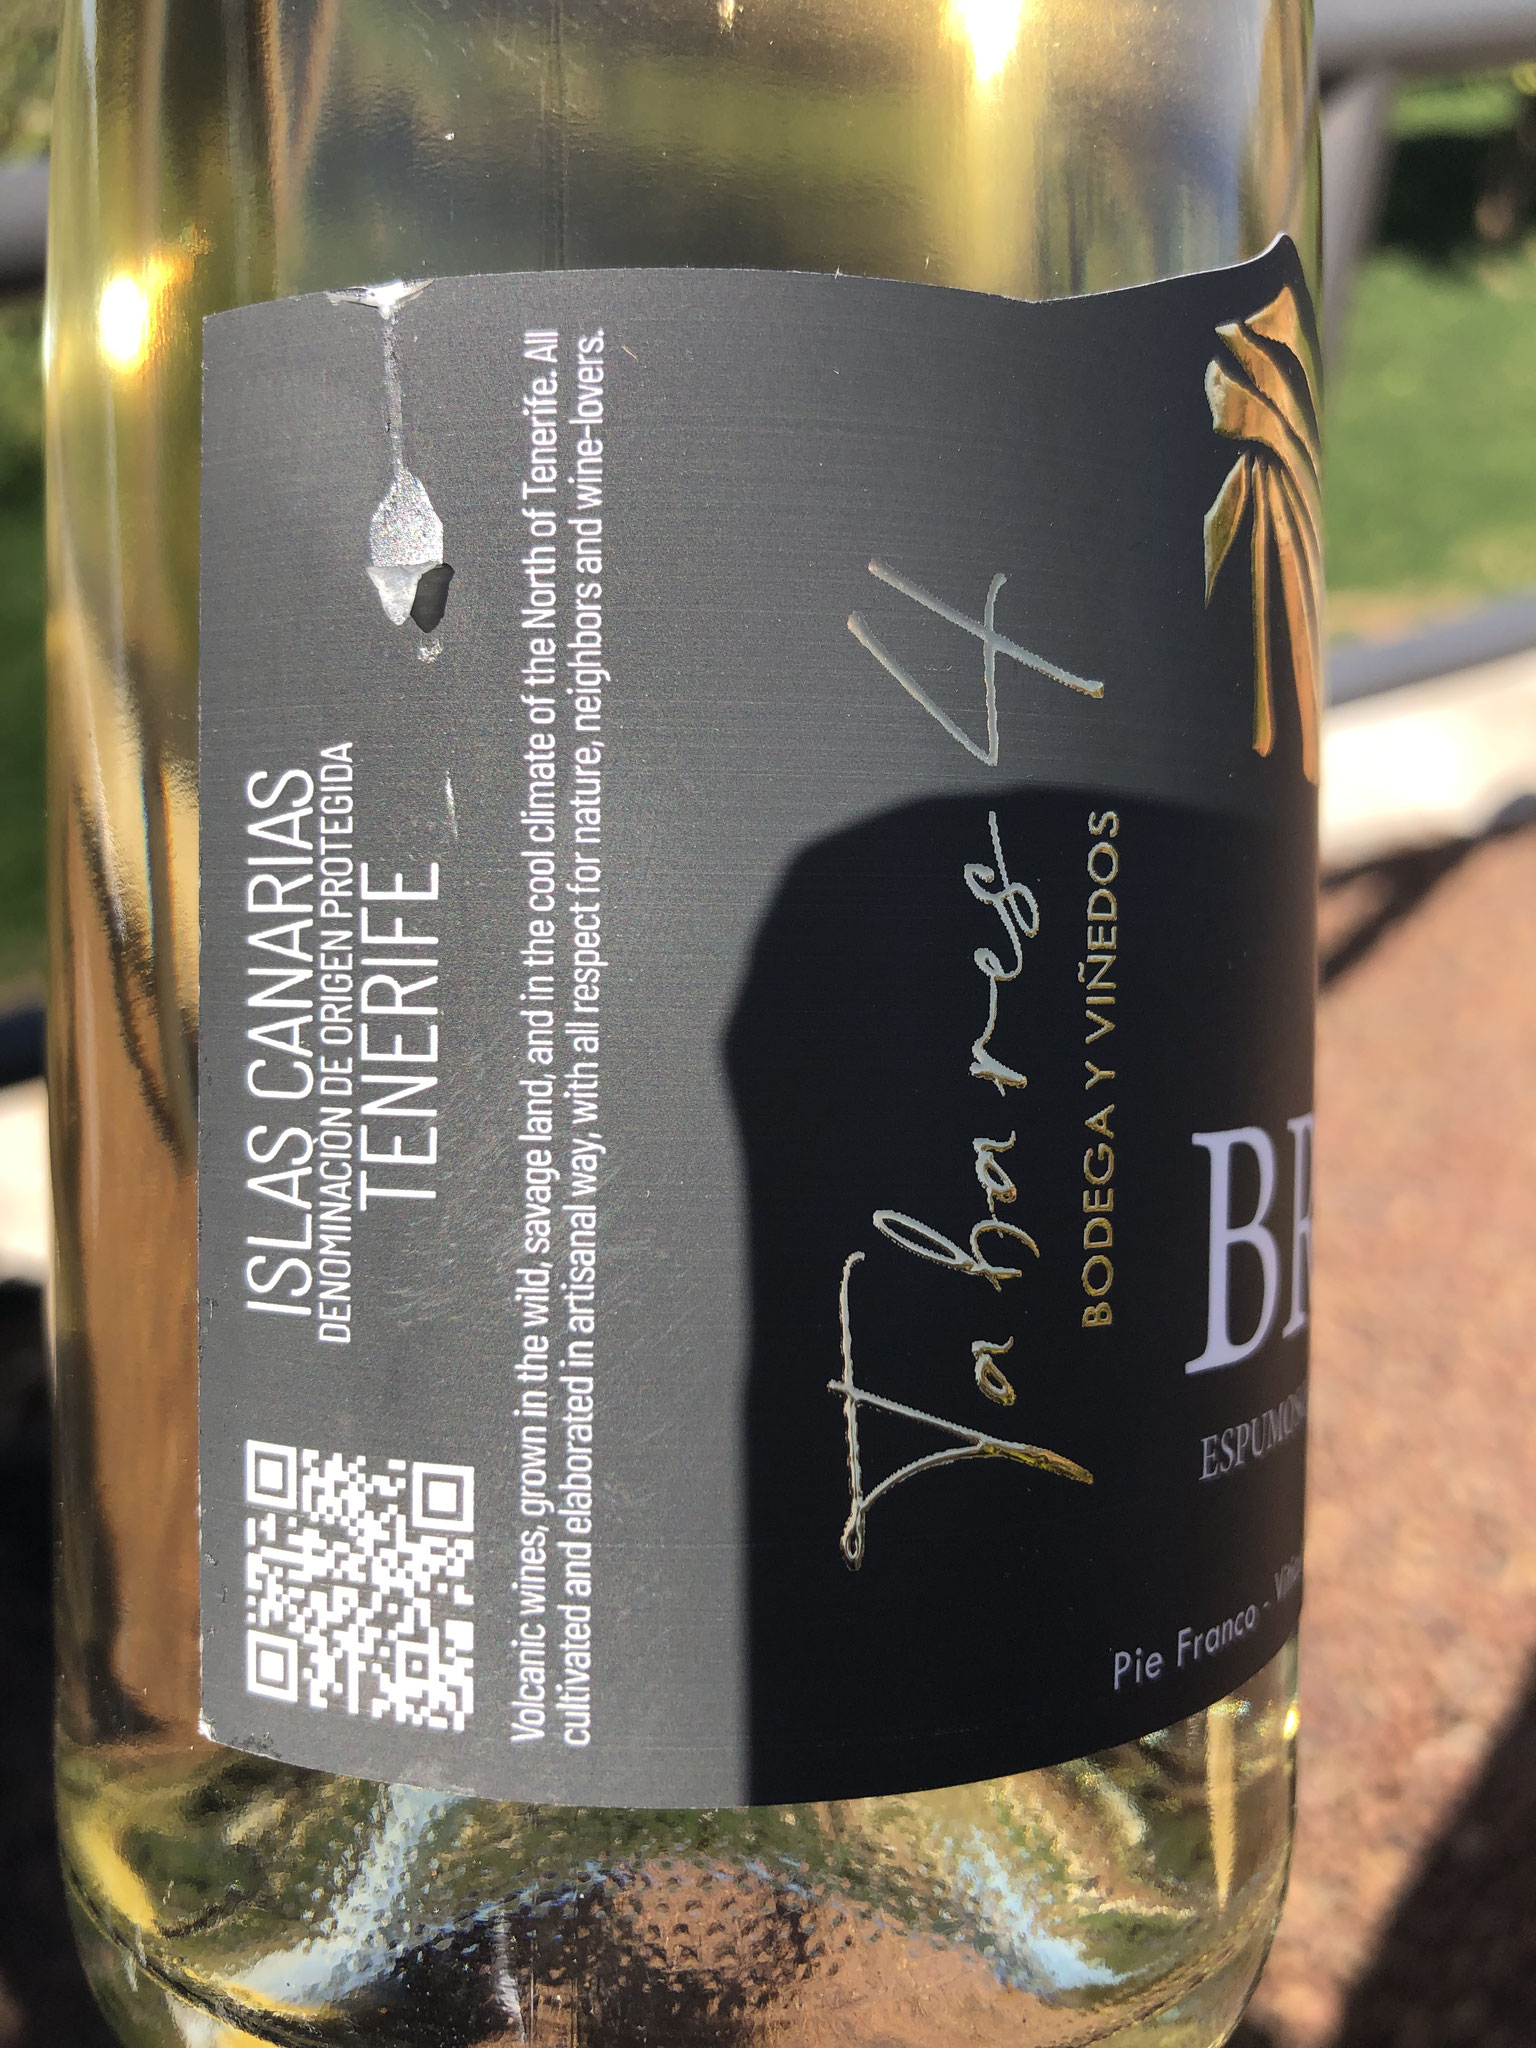 ISLAS CANARIAS
DENOMINACIÓN DE ORIGEN PROTEGIDA
TENERIFE
Volcanic wines, grown in the wild, savage land, and in the cool climate of the North of Tenerife. All
cultivated and elaborated in artisanal way, with all respect for nature, neighbors and wine-lovers.
Tabares 4
BODEGA Y VIÑEDOS
BR
ESPUMOSO
Pie Franco -